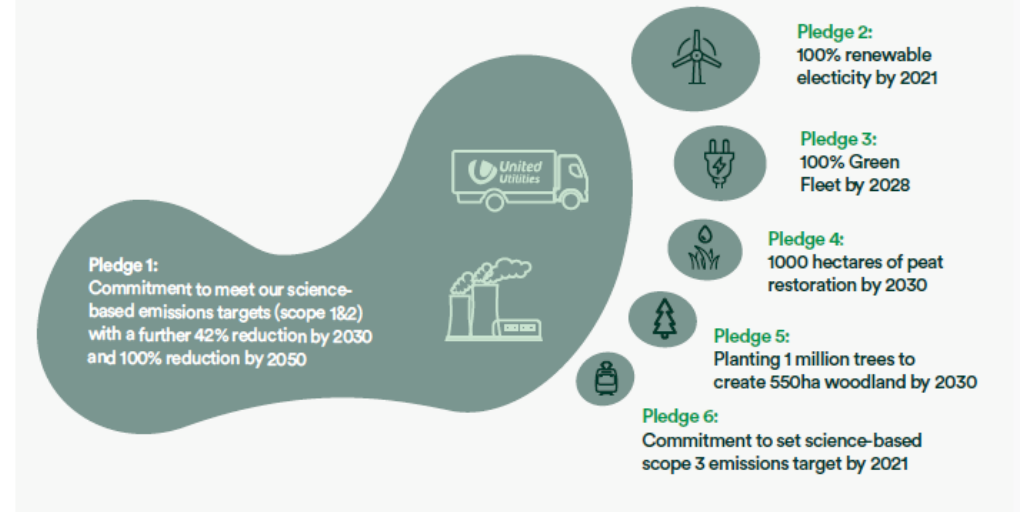 Pledge 1:
Commitment to meet our science-
based emissions targets (scope 1&2)
with a further 42% reduction by 2030
and 100% reduction by 2050
United
Utilities
Pledge 2:
100% renewable
electicity by 2021
Pledge 3:
100% Green
Fleet by 2028
Pledge 4:
1000 hectares of peat
restoration by 2030
Pledge 5:
Planting 1 million trees to
create 550ha woodland by 2030
Pledge 6:
Commitment to set science-based
scope 3 emissions target by 2021